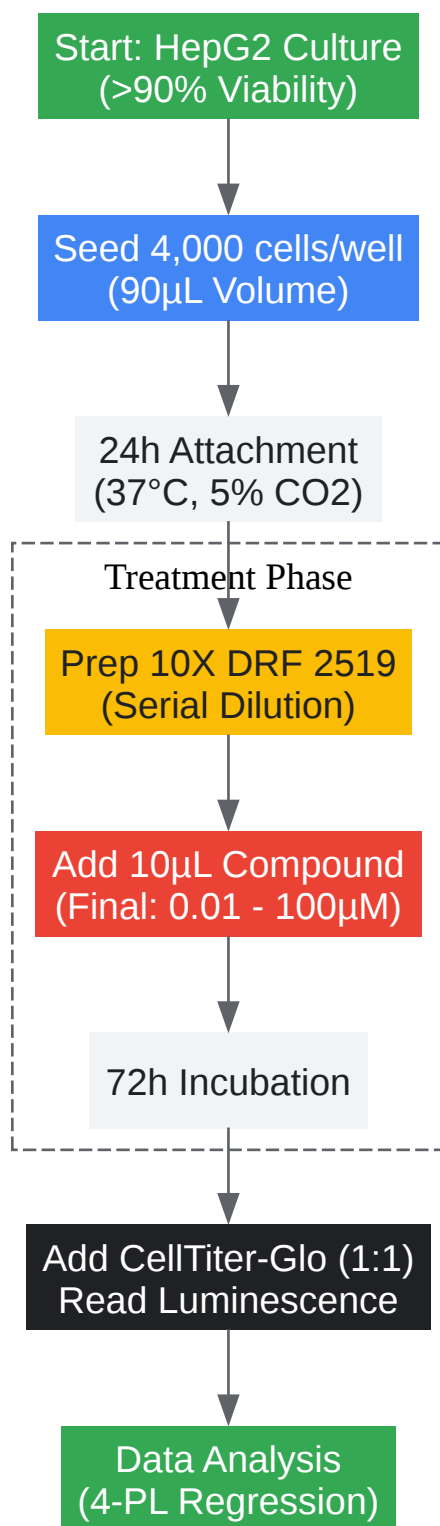 Start: HepG2 Culture
(>90% Viability)
Seed 4,000 cells/well
(90µL Volume)
24h Attachment
(37°C, 5% CO2)
Treatment Phase
Prep 10X DRF 2519
(Serial Dilution)
Add 10µL Compound
(Final: 0.01 - 100µM)
72h Incubation
Add CellTiter-Glo (1:1)
Read Luminescence
Data Analysis
(4-PL Regression)